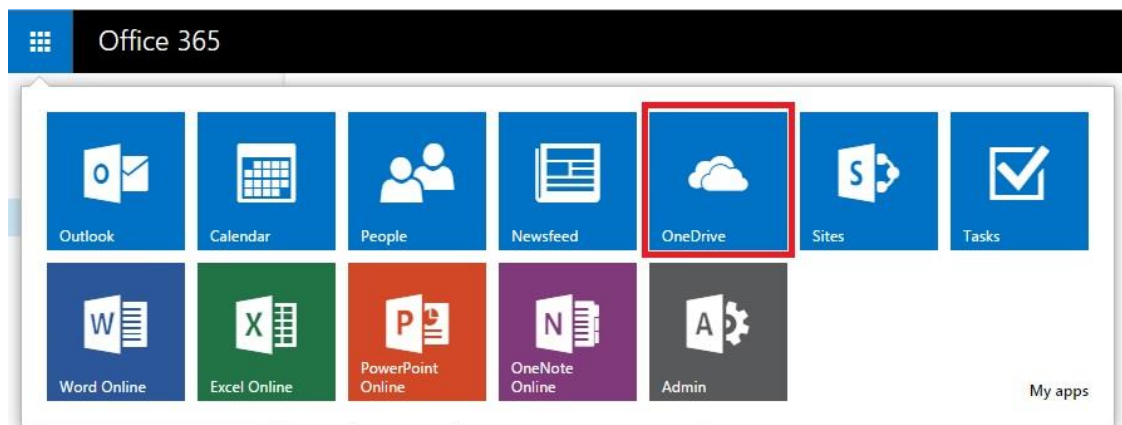 Office 365
Outlook
Calendar
People
Newsfeed
OneDrive
Sites
Tasks
Word Online
Excel Online
PowerPoint
Online
OneNote
Online
Admin
My apps